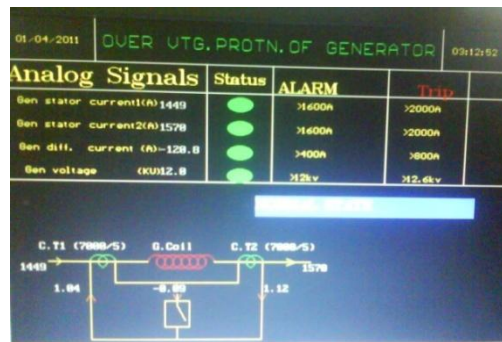 01/04/2011 OVER VTG.PROTN.OF GENERATOR 03:12:52
Analog Signals Status ALARM Trip
Gen stator current1(A) 1449 >1600A >2000A
Gen stator current2(A) 1570 >1600A >2000A
Gen diff. current (A)-120.8 >400A >800A
Gen voltage (KV)12.0 >12kv >12.6kv
C.T1 (7000/5) G.Coil C.T2 (7000/5)
1449 1570
1.04 -0.09 1.12